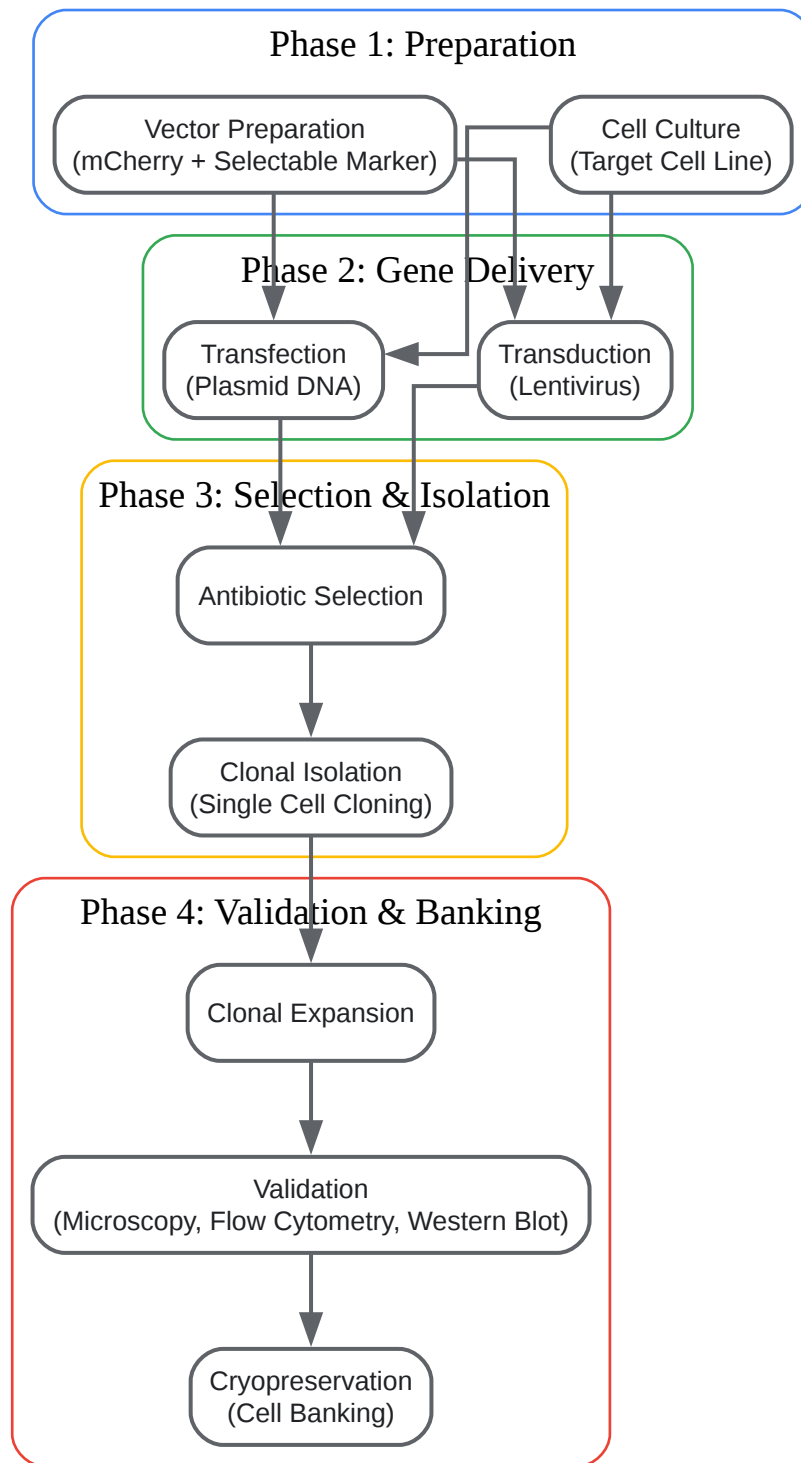 Phase 1: Preparation
Vector Preparation
(mCherry + Selectable Marker)
Cell Culture
(Target Cell Line)
Phase 2: Gene Delivery
Transfection
(Plasmid DNA)
Transduction
(Lentivirus)
Phase 3: Selection & Isolation
Antibiotic Selection
Clonal Isolation
(Single Cell Cloning)
Phase 4: Validation & Banking
Clonal Expansion
Validation
(Microscopy, Flow Cytometry, Western Blot)
Cryopreservation
(Cell Banking)